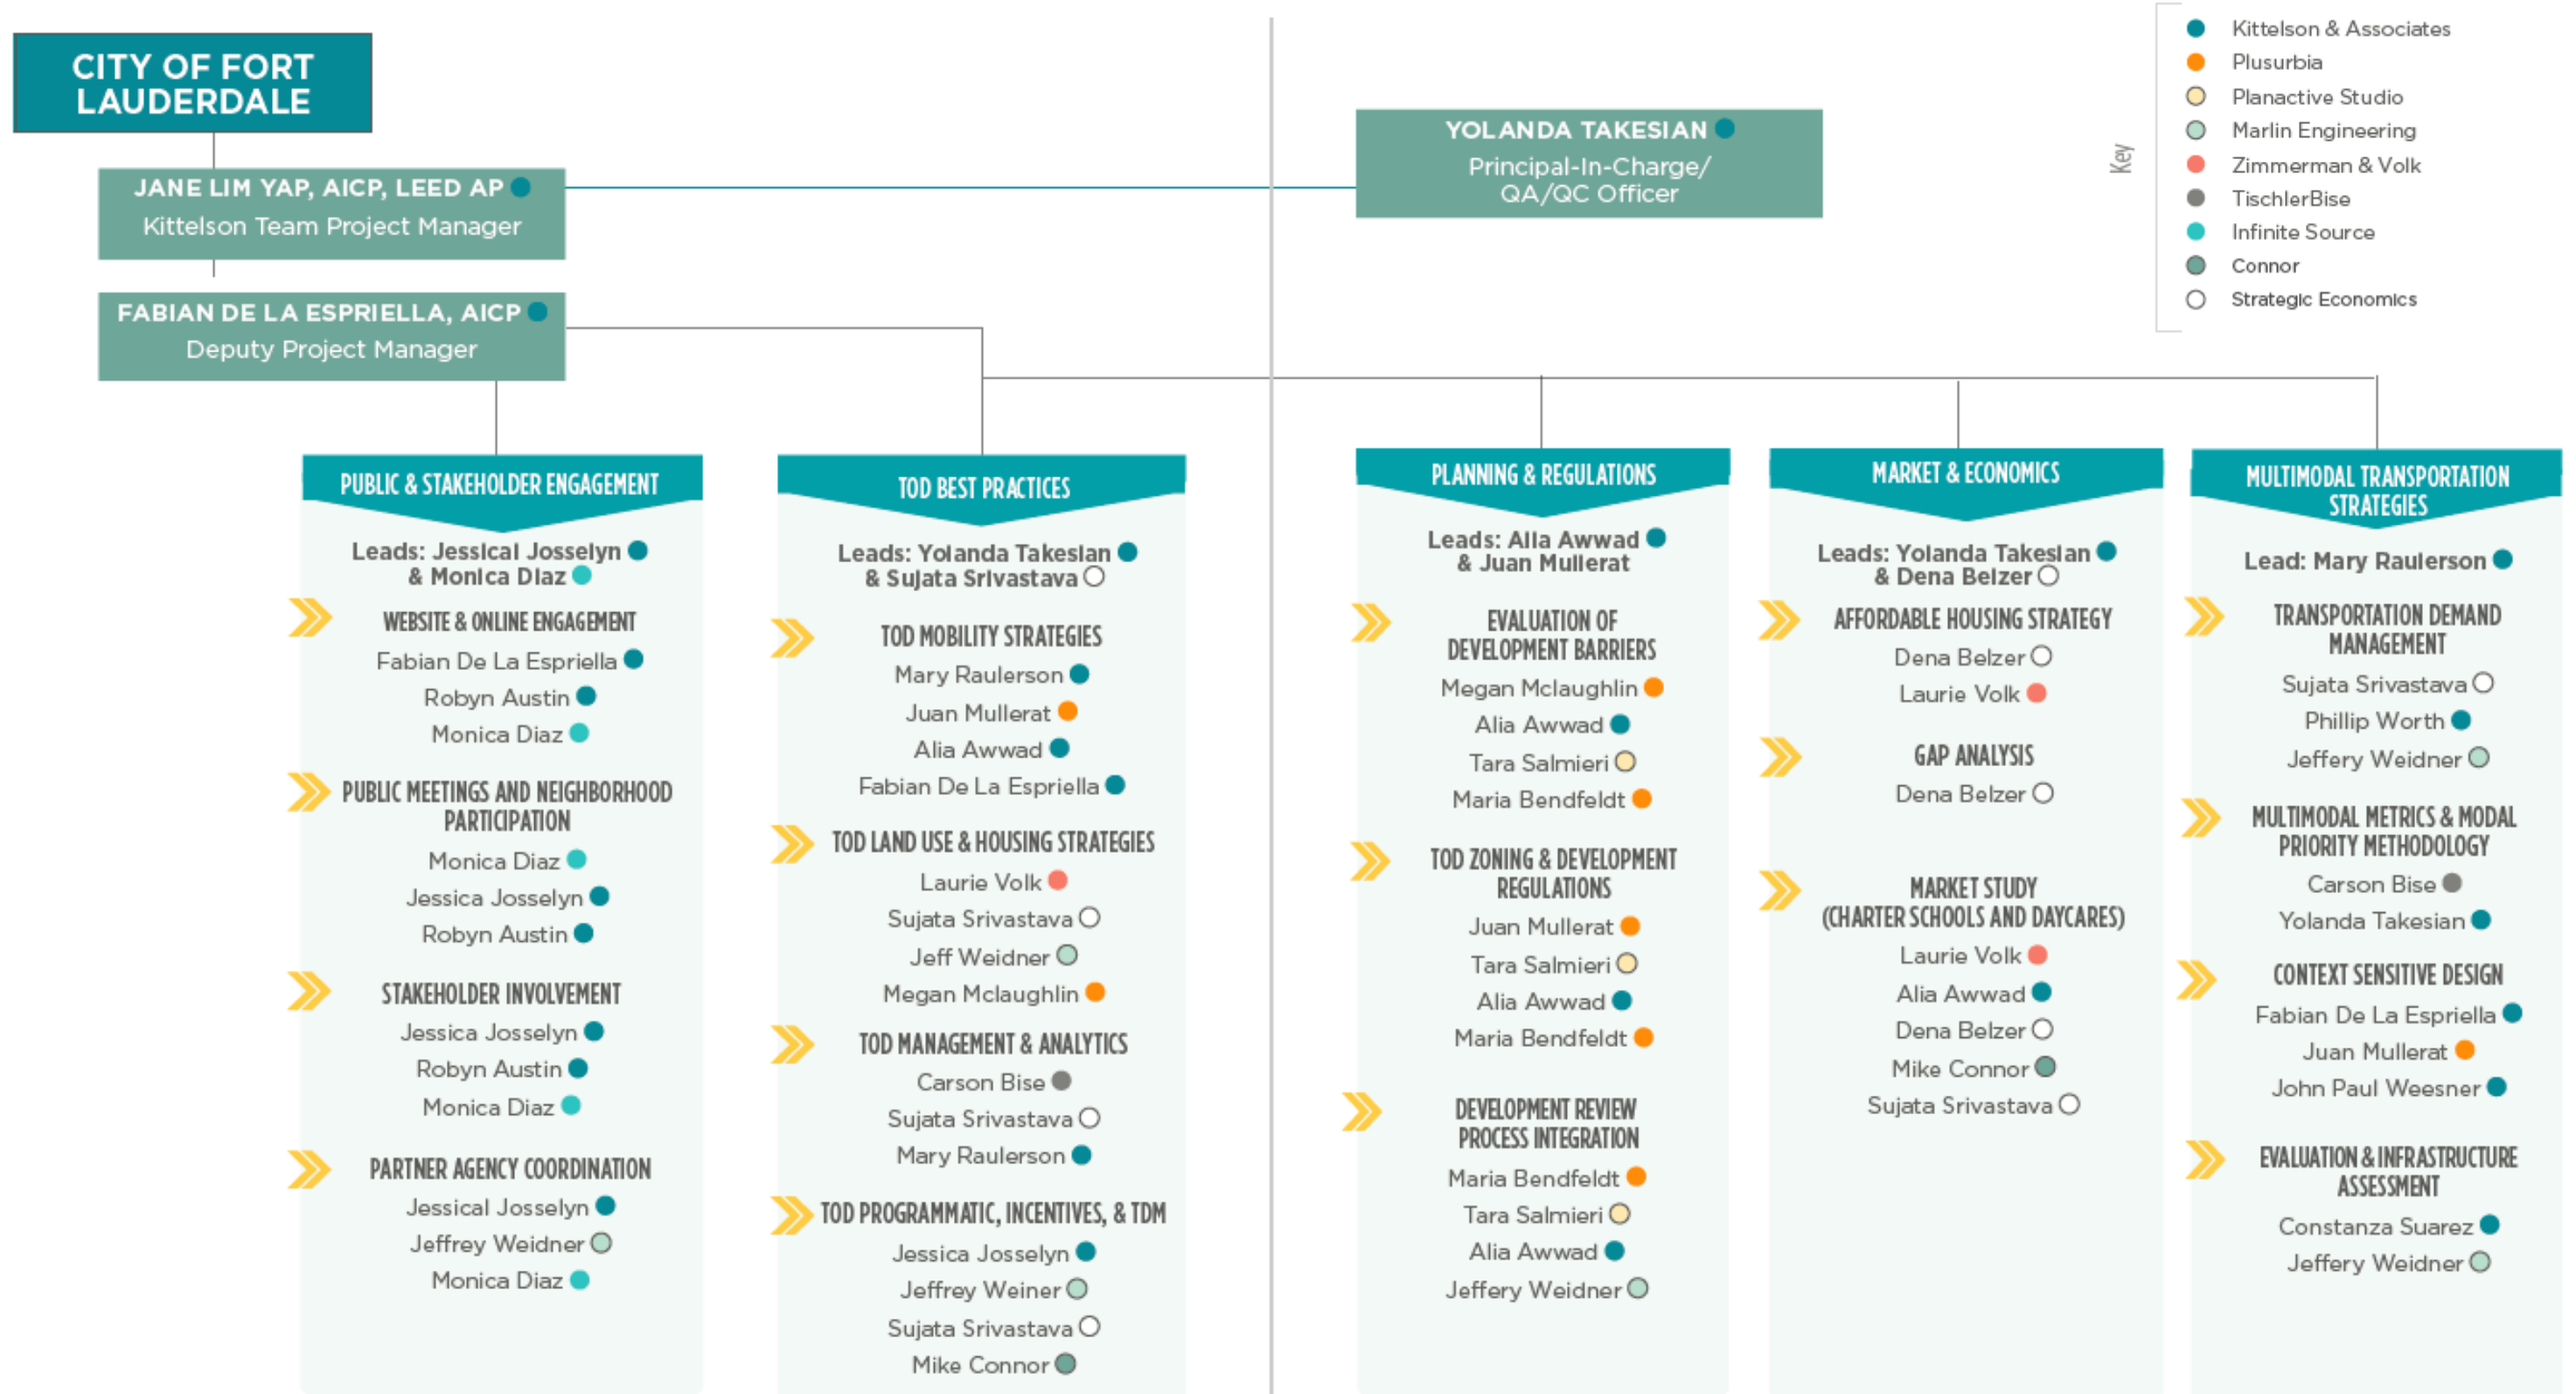 CITY OF FORT
LAUDERDALE
JANE LIM YAP, AICP, LEED AP
Kittelson Team Project Manager
FABIAN DE LA ESPRIELLA, AICP
Deputy Project Manager
YOLANDA TAKESIAN
Principal-In-Charge/
QA/QC Officer
Key
Kittelson & Associates
Plusurbia
Planactive Studio
Marlin Engineering
Zimmerman & Volk
TischlerBise
Infinite Source
Connor
Strategic Economics
PUBLIC & STAKEHOLDER ENGAGEMENT
Leads: Jessical Josselyn
& Monica Diaz
WEBSITE & ONLINE ENGAGEMENT
Fabian De La Espriella
Robyn Austin
Monica Diaz
PUBLIC MEETINGS AND NEIGHBORHOOD
PARTICIPATION
Monica Diaz
Jessica Josselyn
Robyn Austin
STAKEHOLDER INVOLVEMENT
Jessica Josselyn
Robyn Austin
Monica Diaz
PARTNER AGENCY COORDINATION
Jessical Josselyn
Jeffrey Weidner
Monica Diaz
TOD BEST PRACTICES
Leads: Yolanda Takesian
& Sujata Srivastava
TOD MOBILITY STRATEGIES
Mary Raulerson
Juan Mullerat
Alia Awwad
Fabian De La Espriella
TOD LAND USE & HOUSING STRATEGIES
Laurie Volk
Sujata Srivastava
Jeff Weidner
Megan Mclaughlin
TOD MANAGEMENT & ANALYTICS
Carson Bise
Sujata Srivastava
Mary Raulerson
TOD PROGRAMMATIC, INCENTIVES, & TDM
Jessica Josselyn
Jeffrey Weiner
Sujata Srivastava
Mike Connor
PLANNING & REGULATIONS
Leads: Alia Awwad
& Juan Mullerat
EVALUATION OF
DEVELOPMENT BARRIERS
Megan Mclaughlin
Alia Awwad
Tara Salmieri
Maria Bendfeldt
TOD ZONING & DEVELOPMENT
REGULATIONS
Juan Mullerat
Tara Salmieri
Alia Awwad
Maria Bendfeldt
DEVELOPMENT REVIEW
PROCESS INTEGRATION
Maria Bendfeldt
Tara Salmieri
Alia Awwad
Jeffery Weidner
MARKET & ECONOMICS
Leads: Yolanda Takesian
& Dena Belzer
AFFORDABLE HOUSING STRATEGY
Dena Belzer
Laurie Volk
GAP ANALYSIS
Dena Belzer
MARKET STUDY
(CHARTER SCHOOLS AND DAYCARES)
Laurie Volk
Alia Awwad
Dena Belzer
Mike Connor
Sujata Srivastava
MULTIMODAL TRANSPORTATION
STRATEGIES
Lead: Mary Raulerson
TRANSPORTATION DEMAND
MANAGEMENT
Sujata Srivastava
Phillip Worth
Jeffery Weidner
MULTIMODAL METRICS & MODAL
PRIORITY METHODOLOGY
Carson Bise
Yolanda Takesian
CONTEXT SENSITIVE DESIGN
Fabian De La Espriella
Juan Mullerat
John Paul Weesner
EVALUATION & INFRASTRUCTURE
ASSESSMENT
Constanza Suarez
Jeffery Weidner